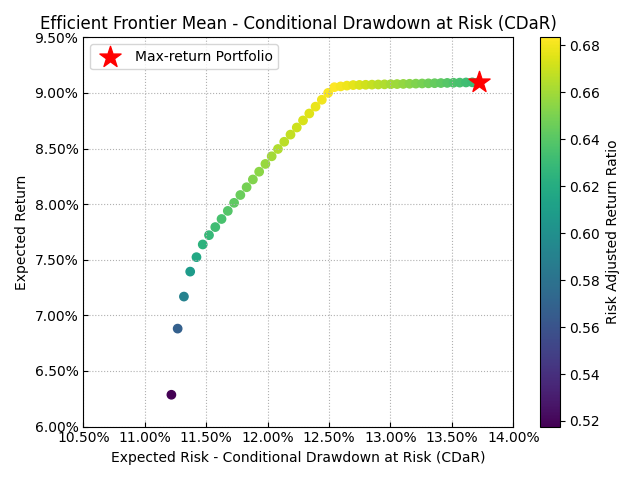 Efficient Frontier Mean - Conditional Drawdown at Risk (CDaR)
Max-return Portfolio
Expected Return
9.50%
9.00%
8.50%
8.00%
7.50%
7.00%
6.50%
6.00%
10.50% 11.00% 11.50% 12.00% 12.50% 13.00% 13.50% 14.00%
Expected Risk - Conditional Drawdown at Risk (CDaR)
0.68
0.66
0.64
0.62
0.60
0.58
0.56
0.54
0.52
Risk Adjusted Return Ratio